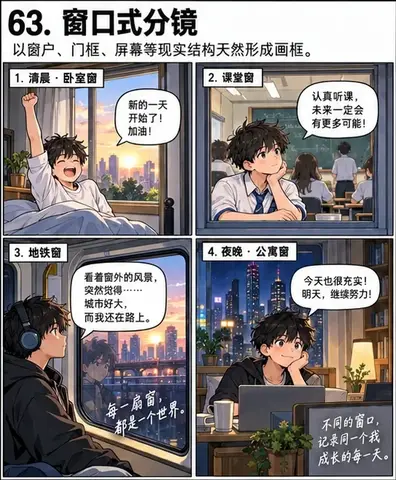 63. 窗口式分镜
以窗户、门框、屏幕等现实结构天然形成画框。
1. 清晨·卧室窗
新的一天
开始了!
加油!
2. 课堂窗
认真听课,
未来一定会
有更多可能!
3. 地铁窗
看着窗外的风景,
突然觉得……
城市好大,
而我还在路上。
每一扇窗,
都是一个世界。
4. 夜晚·公寓窗
今天也很充实!
明天,继续努力!
不同的窗口,
记录同一个我
成长的每一天。